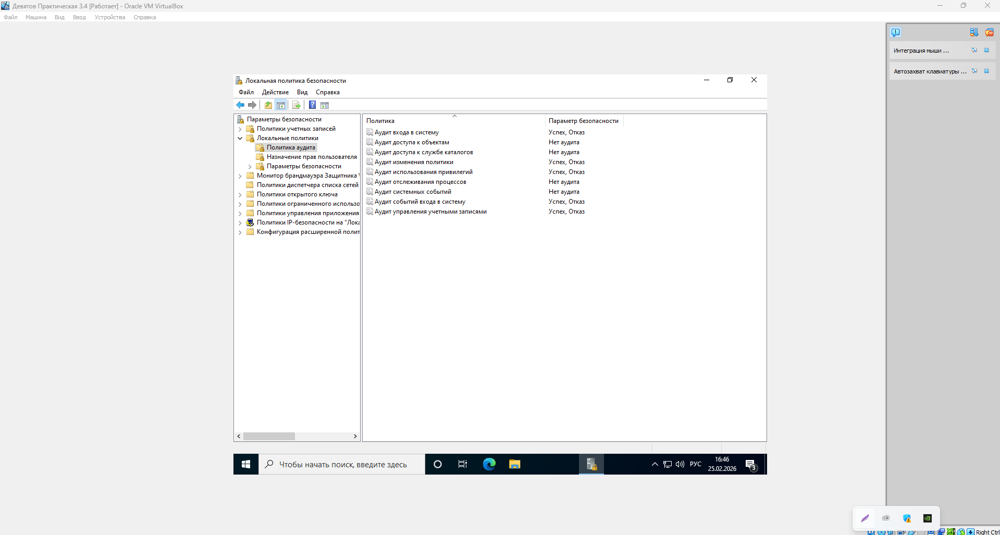 Девятов Практическая 3.4 [Работает] - Oracle VM VirtualBox
Файл Машина Вид Ввод Устройства Справка
Интеграция мыши ...
Автозахват клавиатуры ...
Локальная политика безопасности
Файл Действие Вид Справка
Параметры безопасности
Политики учетных записей
Локальные политики
Политика аудита
Назначение прав пользователя
Параметры безопасности
Монитор брандмауэра Защитника
Политики диспетчера списка сетей
Политики открытого ключа
Политики ограниченного использо
Политики управления приложения
Политики IP-безопасности на "Лока
Конфигурация расширенной полит
Политика Параметр безопасности
Аудит входа в систему Успех, Отказ
Аудит доступа к объектам Нет аудита
Аудит доступа к службе каталогов Нет аудита
Аудит изменения политики Успех, Отказ
Аудит использования привилегий Успех, Отказ
Аудит отслеживания процессов Нет аудита
Аудит системных событий Нет аудита
Аудит событий входа в систему Успех, Отказ
Аудит управления учетными записями Успех, Отказ
Чтобы начать поиск, введите здесь
РУС
16:46
25.02.2026
3
Right Ctrl